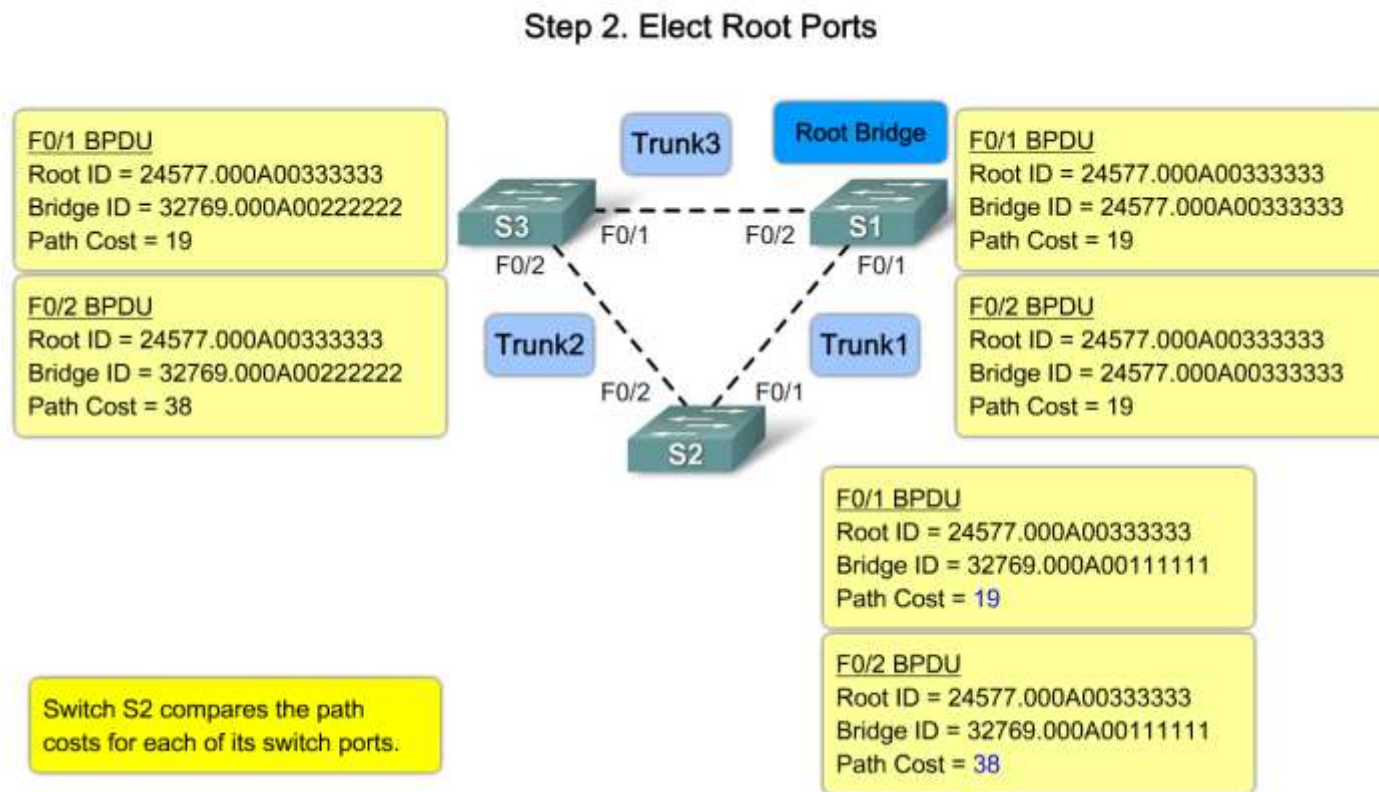 Step 2. Elect Root Ports
F0/1 BPDU
Root ID = 24577.000A00333333
Bridge ID = 32769.000A00222222
Path Cost = 19
F0/2 BPDU
Root ID = 24577.000A00333333
Bridge ID = 32769.000A00222222
Path Cost = 38
Trunk3
Root Bridge
S3
F0/1
F0/2
S1
F0/2
F0/1
Trunk2
Trunk1
F0/2
F0/1
S2
F0/1 BPDU
Root ID = 24577.000A00333333
Bridge ID = 24577.000A00333333
Path Cost = 19
F0/2 BPDU
Root ID = 24577.000A00333333
Bridge ID = 24577.000A00333333
Path Cost = 19
F0/1 BPDU
Root ID = 24577.000A00333333
Bridge ID = 32769.000A00111111
Path Cost = 19
F0/2 BPDU
Root ID = 24577.000A00333333
Bridge ID = 32769.000A00111111
Path Cost = 38
Switch S2 compares the path
costs for each of its switch ports.